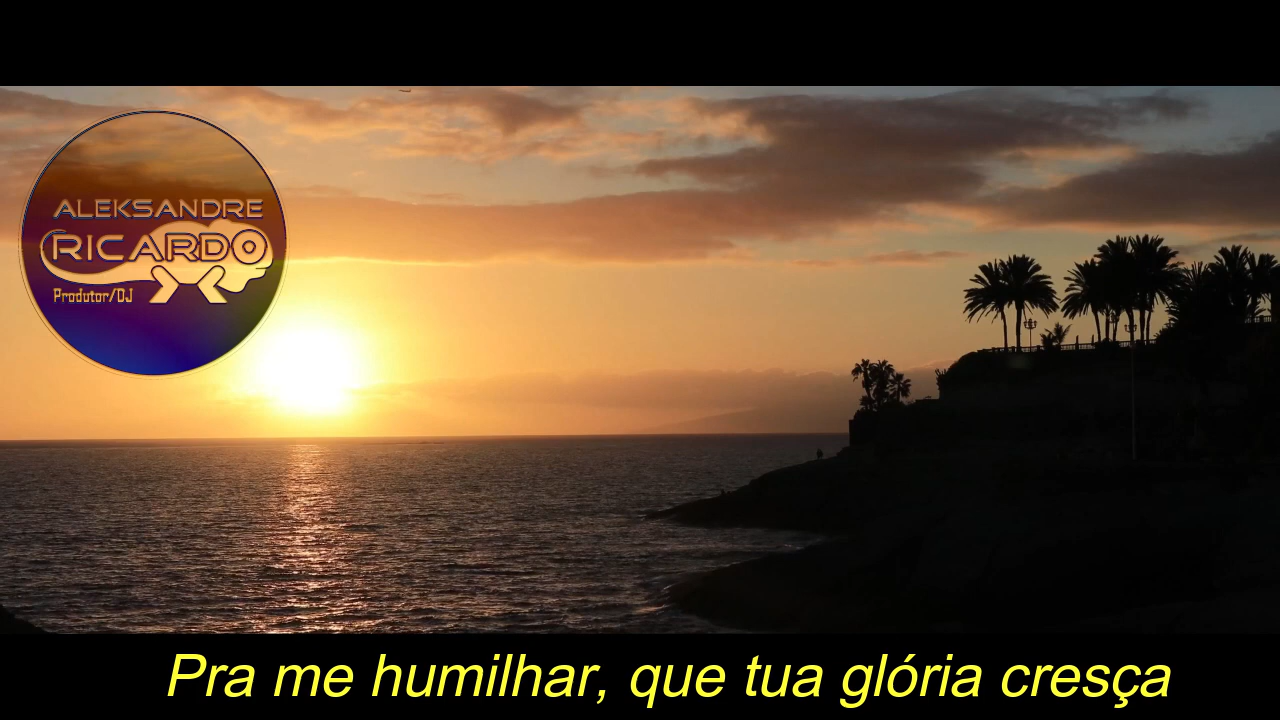 ALEKSANDRE
RICARDO
Produtor/DJ
Pra me humilhar, que tua glória cresça